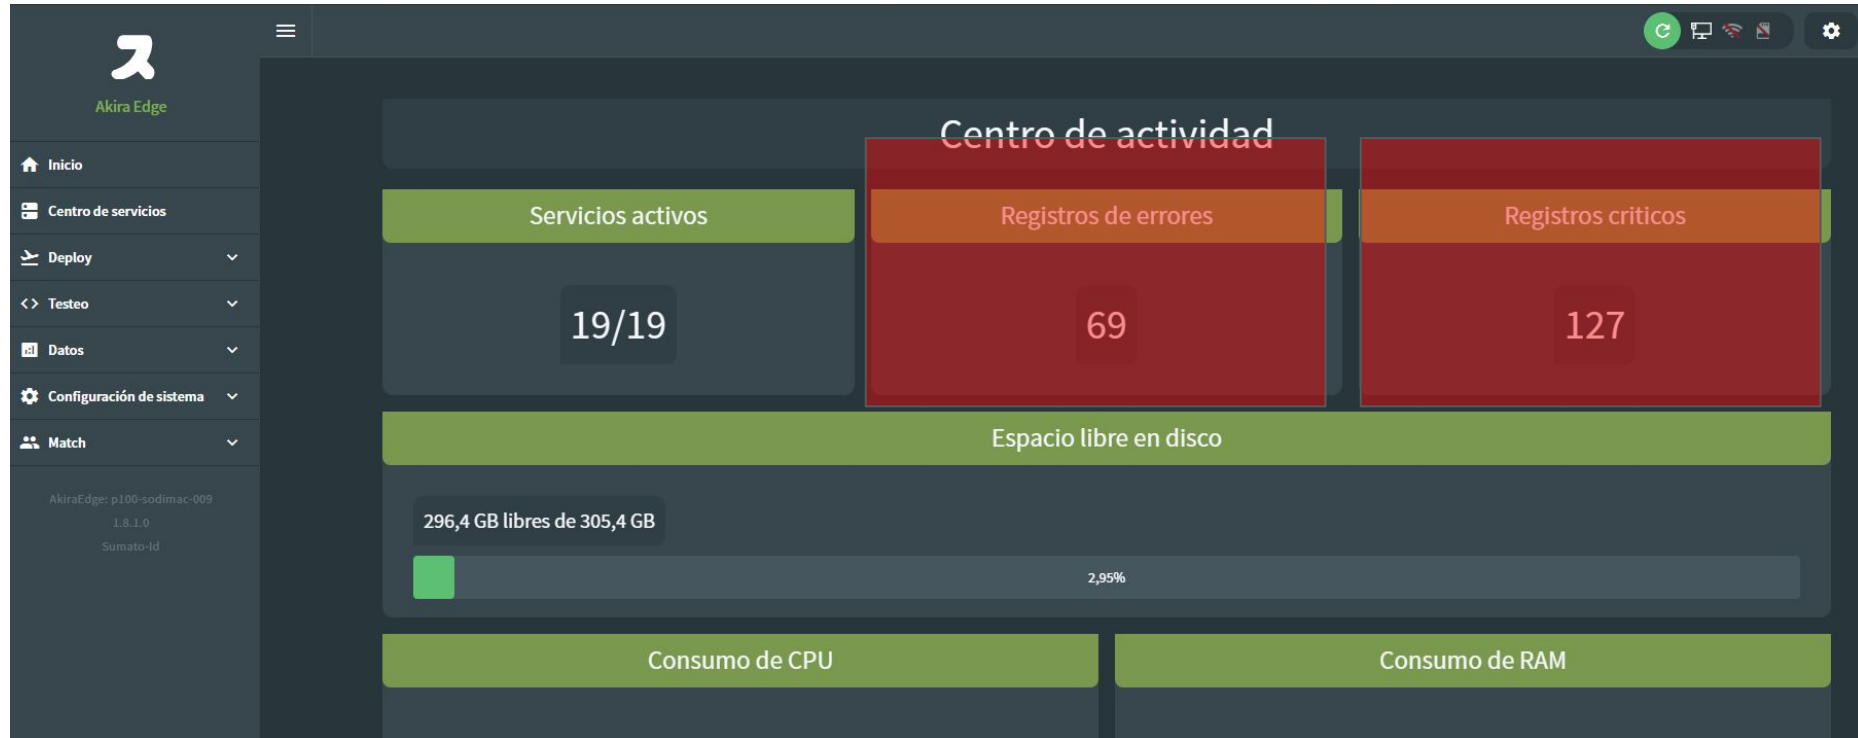 Akira Edge
Inicio
Centro de servicios
Deploy
Testeo
Datos
Configuración de sistema
Match
AkiraEdge: p100-sodimac-009
1.8.1.0
Sumato-Id
Centro de actividad
Servicios activos
19/19
Registros de errores
69
Registros criticos
127
Espacio libre en disco
296,4 GB libres de 305,4 GB
2,95%
Consumo de CPU
Consumo de RAM